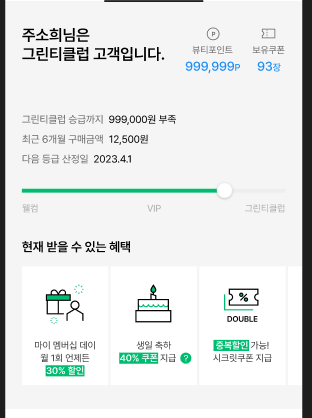 주소희님은
그린티클럽 고객입니다.
P
뷰티포인트
보유쿠폰
999,999P
93장
그린티클럽 승급까지 999,000원 부족
최근 6개월 구매금액 12,500원
다음 등급 산정일 2023.4.1
웰컴
VIP
그린티클럽
현재 받을 수 있는 혜택
마이 멤버십 데이
월 1회 언제든
30% 할인
생일 축하
40% 쿠폰 지급 ?
%
DOUBLE
중복할인 가능!
시크릿쿠폰 지급